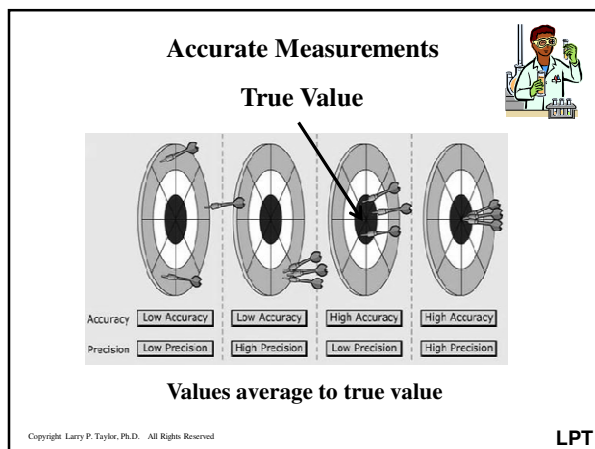 Accurate Measurements
True Value
Accuracy Low Accuracy Low Accuracy High Accuracy High Accuracy
Precision Low Precision High Precision Low Precision High Precision
Values average to true value
Copyright Larry P. Taylor, Ph.D. All Rights Reserved LPT